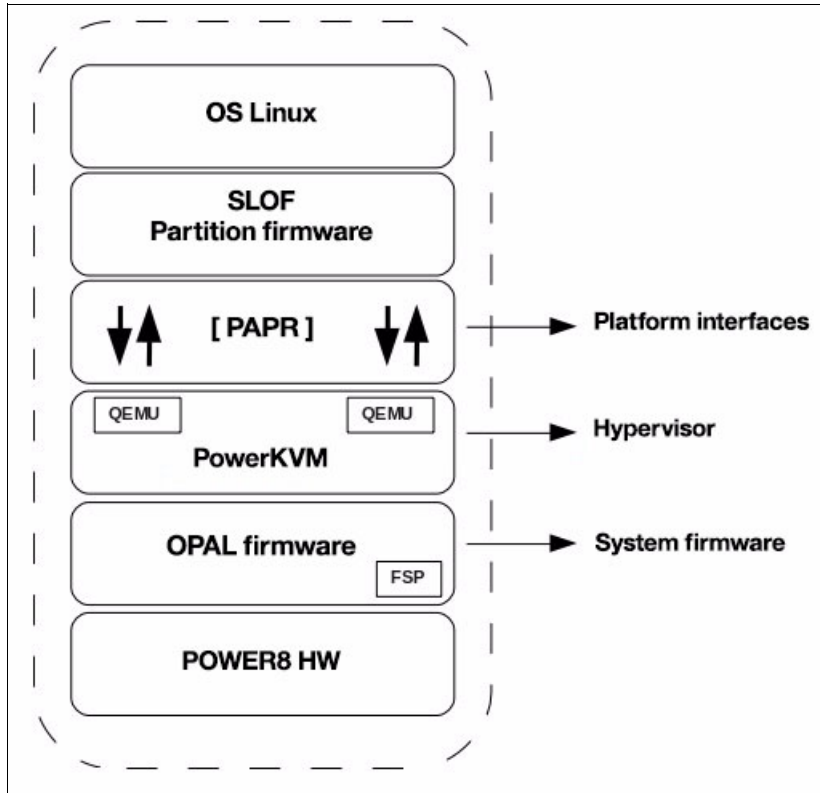 OS Linux
SLOF
Partition firmware
[ PAPR ]
Platform interfaces
QEMU
QEMU
PowerKVM
Hypervisor
OPAL firmware
FSP
System firmware
POWER8 HW